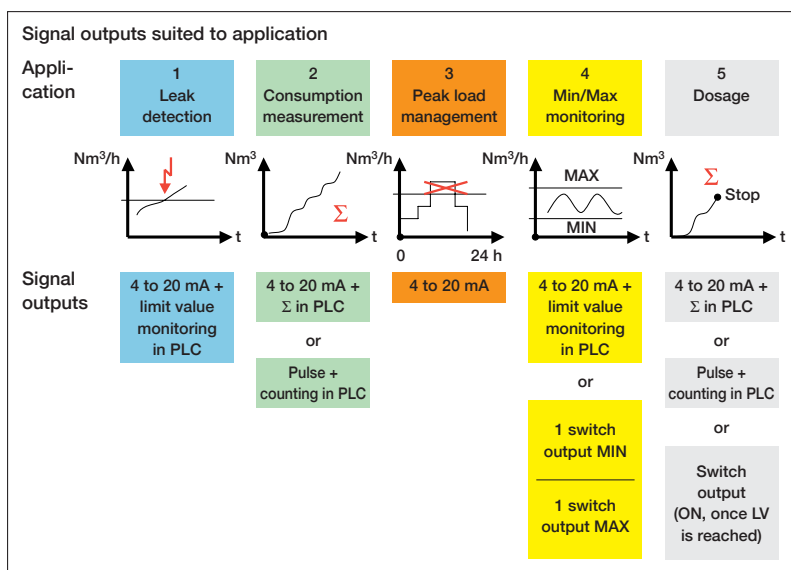 Signal outputs suited to application
Appli-
cation
1
Leak
detection
2
Consumption
measurement
3
Peak load
management
4
Min/Max
monitoring
5
Dosage
Nm³/h
t
Nm³
Σ
t
Nm³/h
0
24 h
Nm³/h
MAX
MIN
t
Nm³
Σ
Stop
t
Signal
outputs
4 to 20 mA +
limit value
monitoring
in PLC
4 to 20 mA +
Σ in PLC
or
Pulse +
counting in PLC
4 to 20 mA
4 to 20 mA +
limit value
monitoring
in PLC
or
1 switch
output MIN
1 switch
output MAX
4 to 20 mA +
Σ in PLC
or
Pulse +
counting in PLC
or
Switch
output
(ON, once LV
is reached)